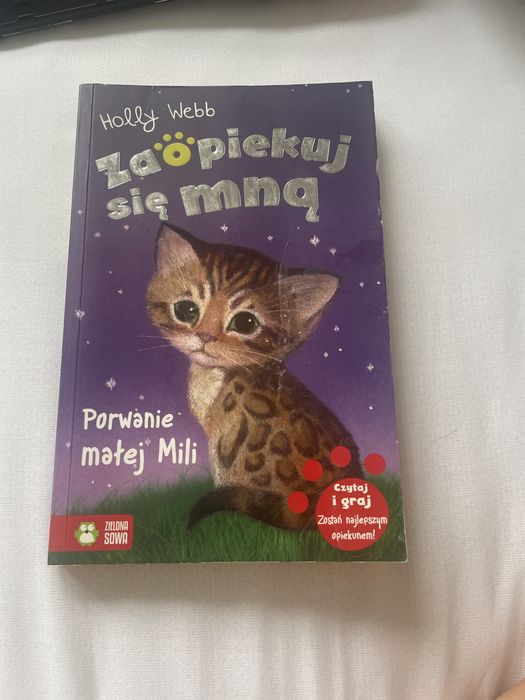 Holly Webb
Zaopiekuj
się mną
Porwanie
małej Mili
Czytaj
i graj
Zostań najlepszym
opiekunem!
ZIELONA
SOWA